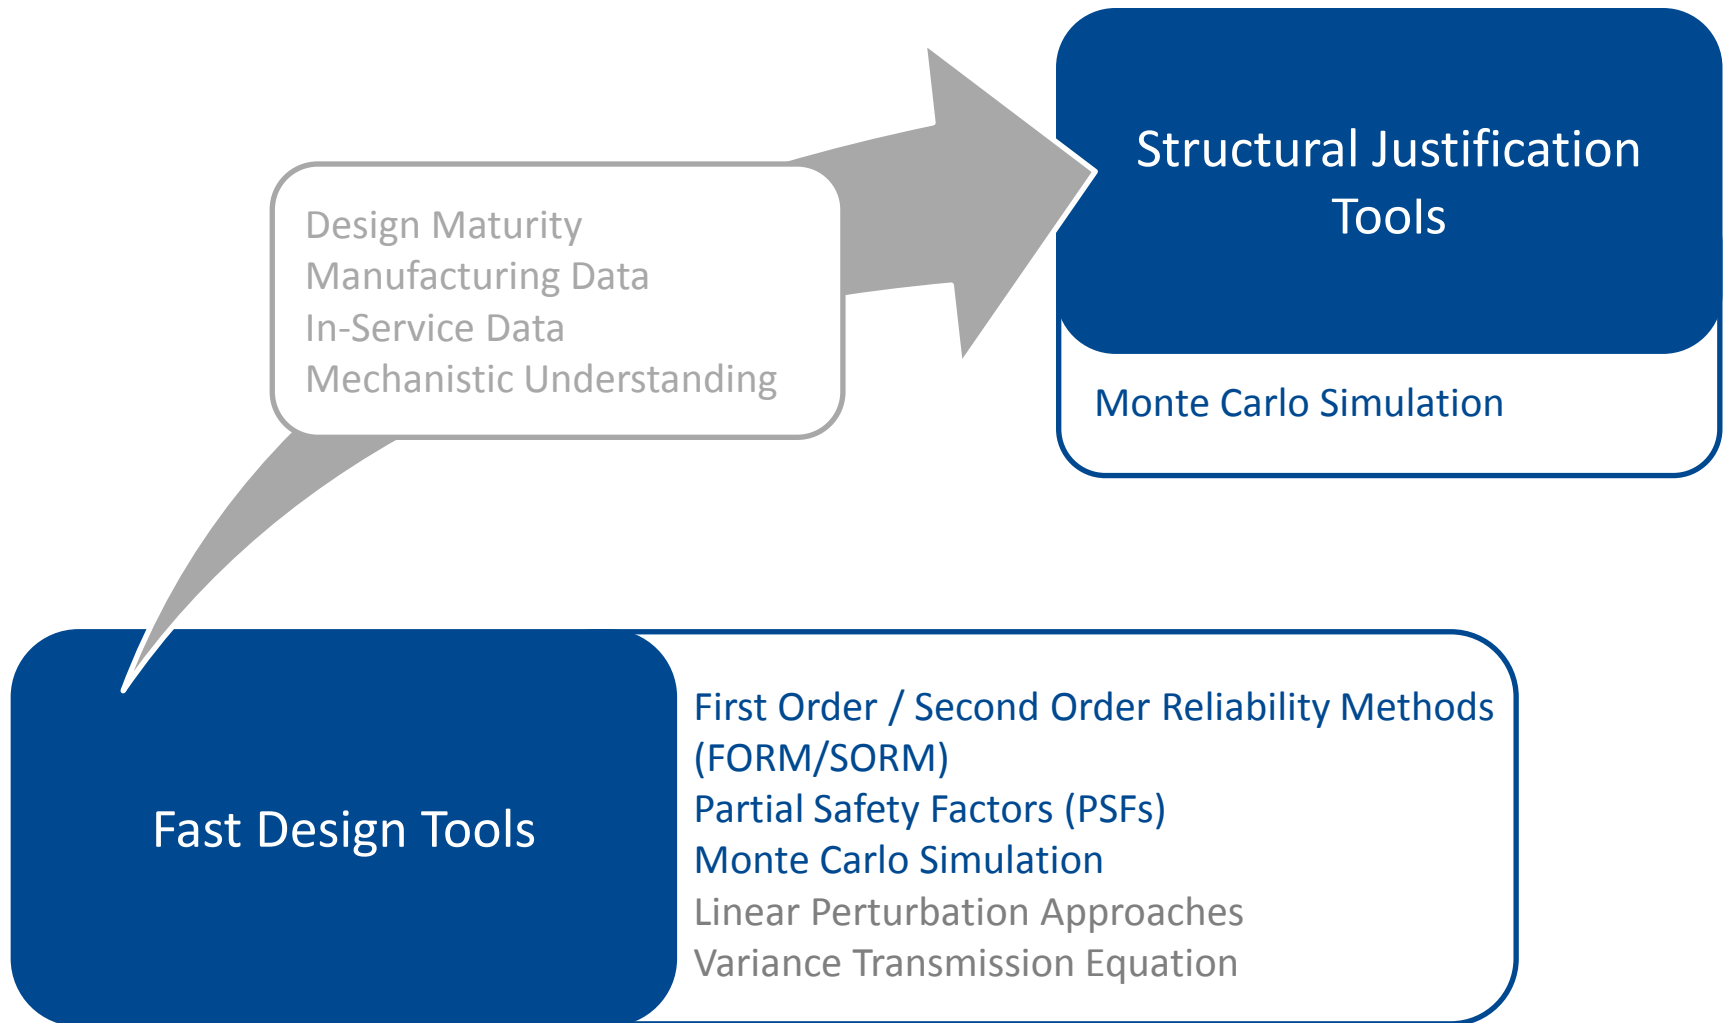 Structural Justification
Tools
Monte Carlo Simulation
Design Maturity
Manufacturing Data
In-Service Data
Mechanistic Understanding
Fast Design Tools
First Order / Second Order Reliability Methods
(FORM/SORM)
Partial Safety Factors (PSFs)
Monte Carlo Simulation
Linear Perturbation Approaches
Variance Transmission Equation